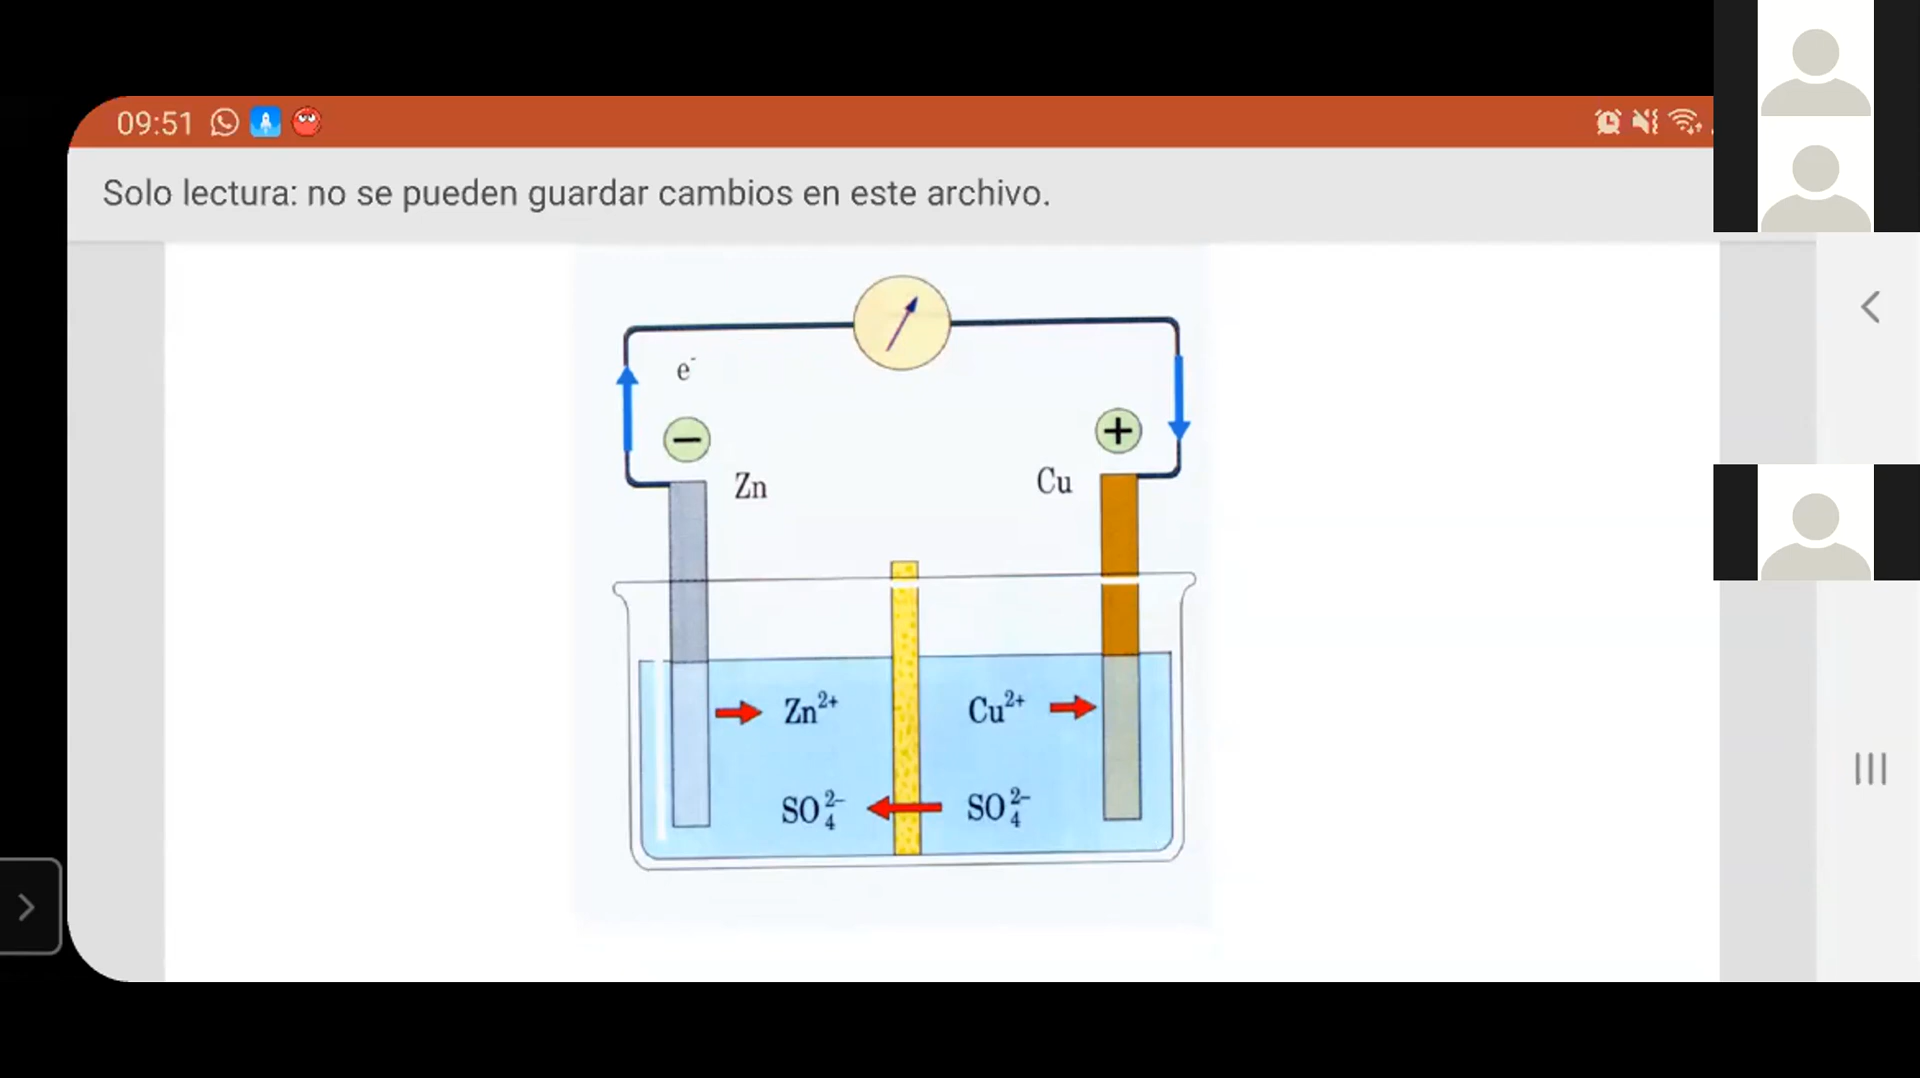 09:51
Solo lectura: no se pueden guardar cambios en este archivo.
e⁻
−
+
Zn
Cu
Zn²⁺
Cu²⁺
SO₄²⁻
SO₄²⁻